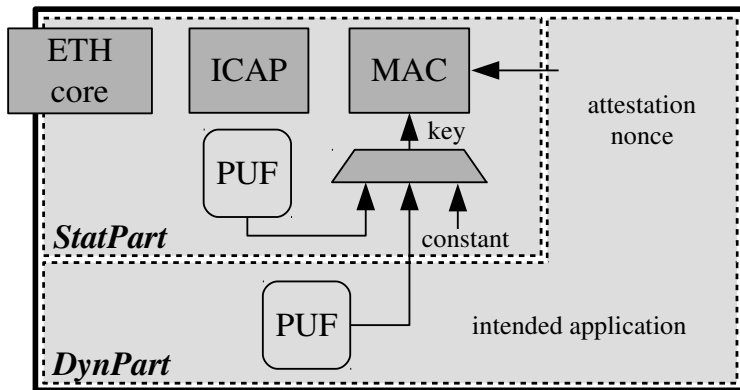 ETH
core
ICAP
MAC
attestation
nonce
key
PUF
StatPart
constant
PUF
intended application
DynPart